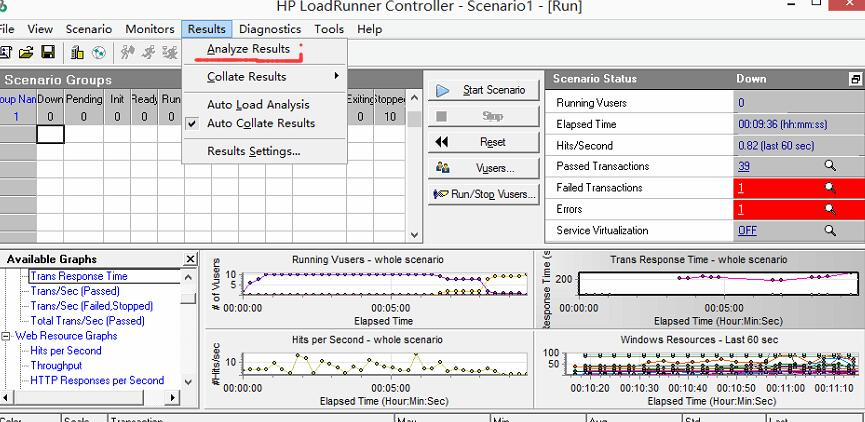 HP LoadRunner Controller - Scenario1 - [Run]
File View Scenario Monitors Results Diagnostics Tools Help
Analyze Results
Collate Results
Auto Load Analysis
Auto Collate Results
Results Settings...
Scenario Groups
Down Pending Init Ready Run Exiting Stopped
1 0 0 0 0 0 0 10
Start Scenario
Stop
Reset
Vusers...
Run/Stop Vusers...
Scenario Status Down
Running Vusers 0
Elapsed Time 00:09:36 (hh:mm:ss)
Hits/Second 0.82 (last 60 sec)
Passed Transactions 39
Failed Transactions 1
Errors 1
Service Virtualization OFF
Available Graphs
Trans Response Time
Trans/Sec (Passed)
Trans/Sec (Failed,Stopped)
Total Trans/Sec (Passed)
Web Resource Graphs
Hits per Second
Throughput
HTTP Responses per Second
Running Vusers - whole scenario
# of Vusers
10
0
00:00:00 00:05:00
Elapsed Time
Trans Response Time - whole scenario
esponse Time (s
200
00:00:00 00:05:00
Elapsed Time (Hour:Min:Sec)
Hits per Second - whole scenario
#Hits/sec
10
00:00:00 00:05:00
Elapsed Time (Hour:Min:Sec)
Windows Resources - Last 60 sec
100
50
00:10:20 00:10:30 00:10:40 00:10:50 00:11:00 00:11:10
Elapsed Time (Hour:Min:Sec)
Color Scale Transaction Max Min Avg Std Last